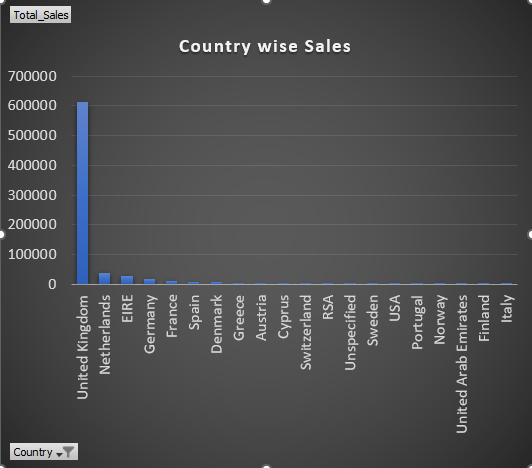 Total_Sales
Country wise Sales
700000
600000
500000
400000
300000
200000
100000
0
United Kingdom
Netherlands
EIRE
Germany
France
Spain
Denmark
Greece
Austria
Cyprus
Switzerland
RSA
Unspecified
Sweden
USA
Portugal
Norway
United Arab Emirates
Finland
Italy
Country